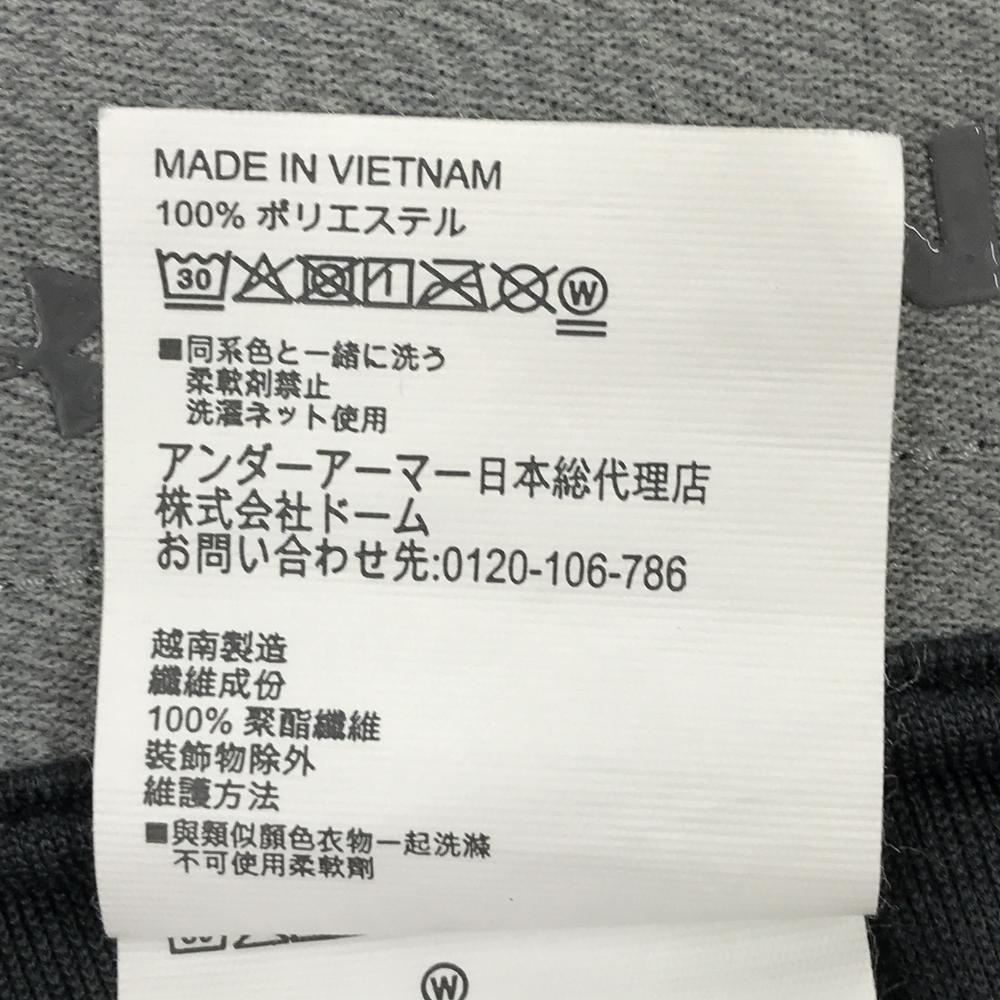 MADE IN VIETNAM
100% ポリエステル
30 W
■同系色と一緒に洗う
柔軟剤禁止
洗濯ネット使用
アンダーアーマー日本総代理店
株式会社ドーム
お問い合わせ先:0120-106-786
越南製造
纖維成份
100% 聚酯纖維
裝飾物除外
維護方法
■與類似顏色衣物一起洗滌
不可使用柔軟劑
W